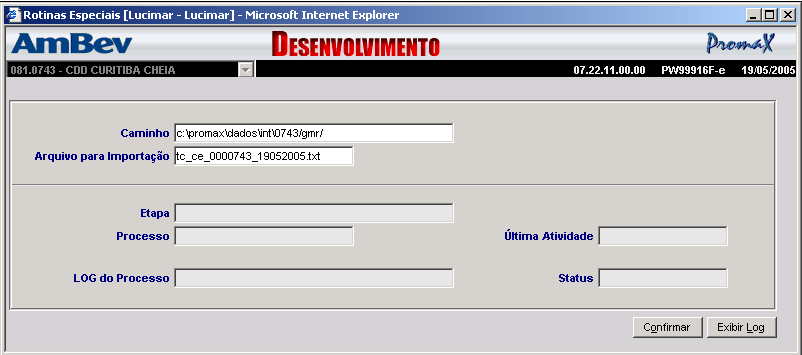 Rotinas Especiais [Lucimar - Lucimar] - Microsoft Internet Explorer
AmBev DESENVOLVIMENTO PromaX
081.0743 - CDD CURITIBA CHEIA 07.22.11.00.00 PW99916F-e 19/05/2005
Caminho c:\promax\dados\int\0743/gmr/
Arquivo para Importação tc_ce_0000743_19052005.txt
Etapa
Processo Última Atividade
LOG do Processo Status
Confirmar Exibir Log